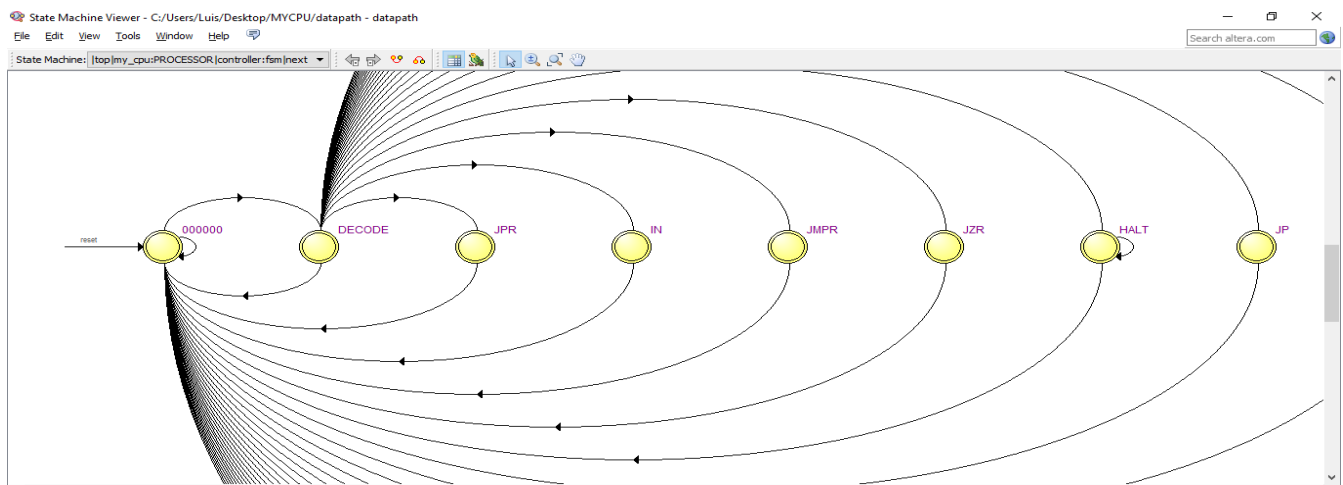 State Machine Viewer - C:/Users/Luis/Desktop/MYCPU/datapath - datapath
File Edit View Tools Window Help
Search altera.com
State Machine: |top|my_cpu:PROCESSOR|controller:fsm|next
reset
000000 DECODE JPR IN JMPR JZR HALT JP